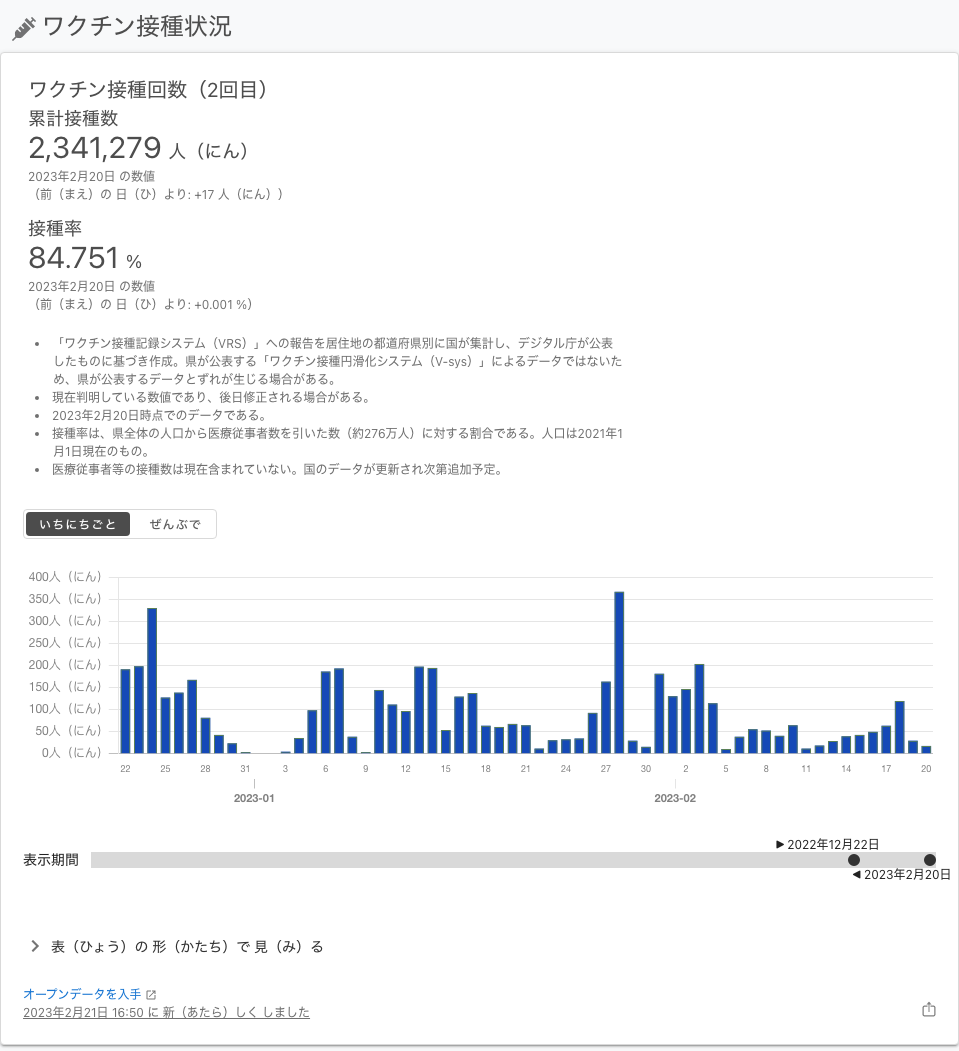 ワクチン接種状況
ワクチン接種回数（2回目）
累計接種数
2,341,279 人（にん）
2023年2月20日 の数値
（前（まえ）の 日（ひ）より: +17 人（にん））
接種率
84.751 %
2023年2月20日 の数値
（前（まえ）の 日（ひ）より: +0.001 %）
• 「ワクチン接種記録システム（VRS）」への報告を居住地の都道府県別に国が集計し、デジタル庁が公表
したものに基づき作成。県が公表する「ワクチン接種円滑化システム（V-sys）」によるデータではないた
め、県が公表するデータとずれが生じる場合がある。
• 現在判明している数値であり、後日修正される場合がある。
• 2023年2月20日時点でのデータである。
• 接種率は、県全体の人口から医療従事者数を引いた数（約276万人）に対する割合である。人口は2021年1
月1日現在のもの。
• 医療従事者等の接種数は現在含まれていない。国のデータが更新され次第追加予定。
いちにちごと ぜんぶで
400人（にん）
350人（にん）
300人（にん）
250人（にん）
200人（にん）
150人（にん）
100人（にん）
50人（にん）
0人（にん）
22 25 28 31 3 6 9 12 15 18 21 24 27 30 2 5 8 11 14 17 20
2023-01 2023-02
▶ 2022年12月22日
表示期間
◀ 2023年2月20日
表（ひょう）の 形（かたち）で 見（み）る
オープンデータを入手
2023年2月21日 16:50 に 新（あたら）しく しました